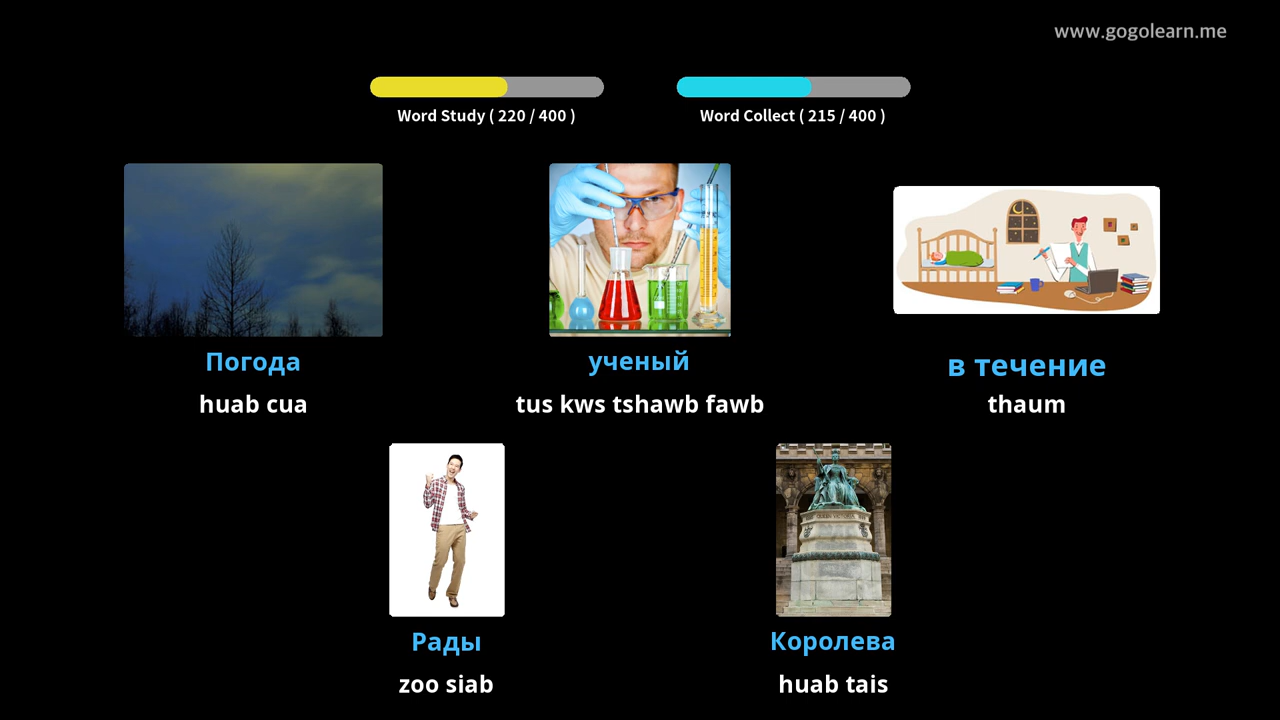 www.gogolearn.me
Word Study ( 220 / 400 )
Word Collect ( 215 / 400 )
Погода
ученый
в течение
huab cua
tus kws tshawb fawb
thaum
Рады
Королева
zoo siab
huab tais